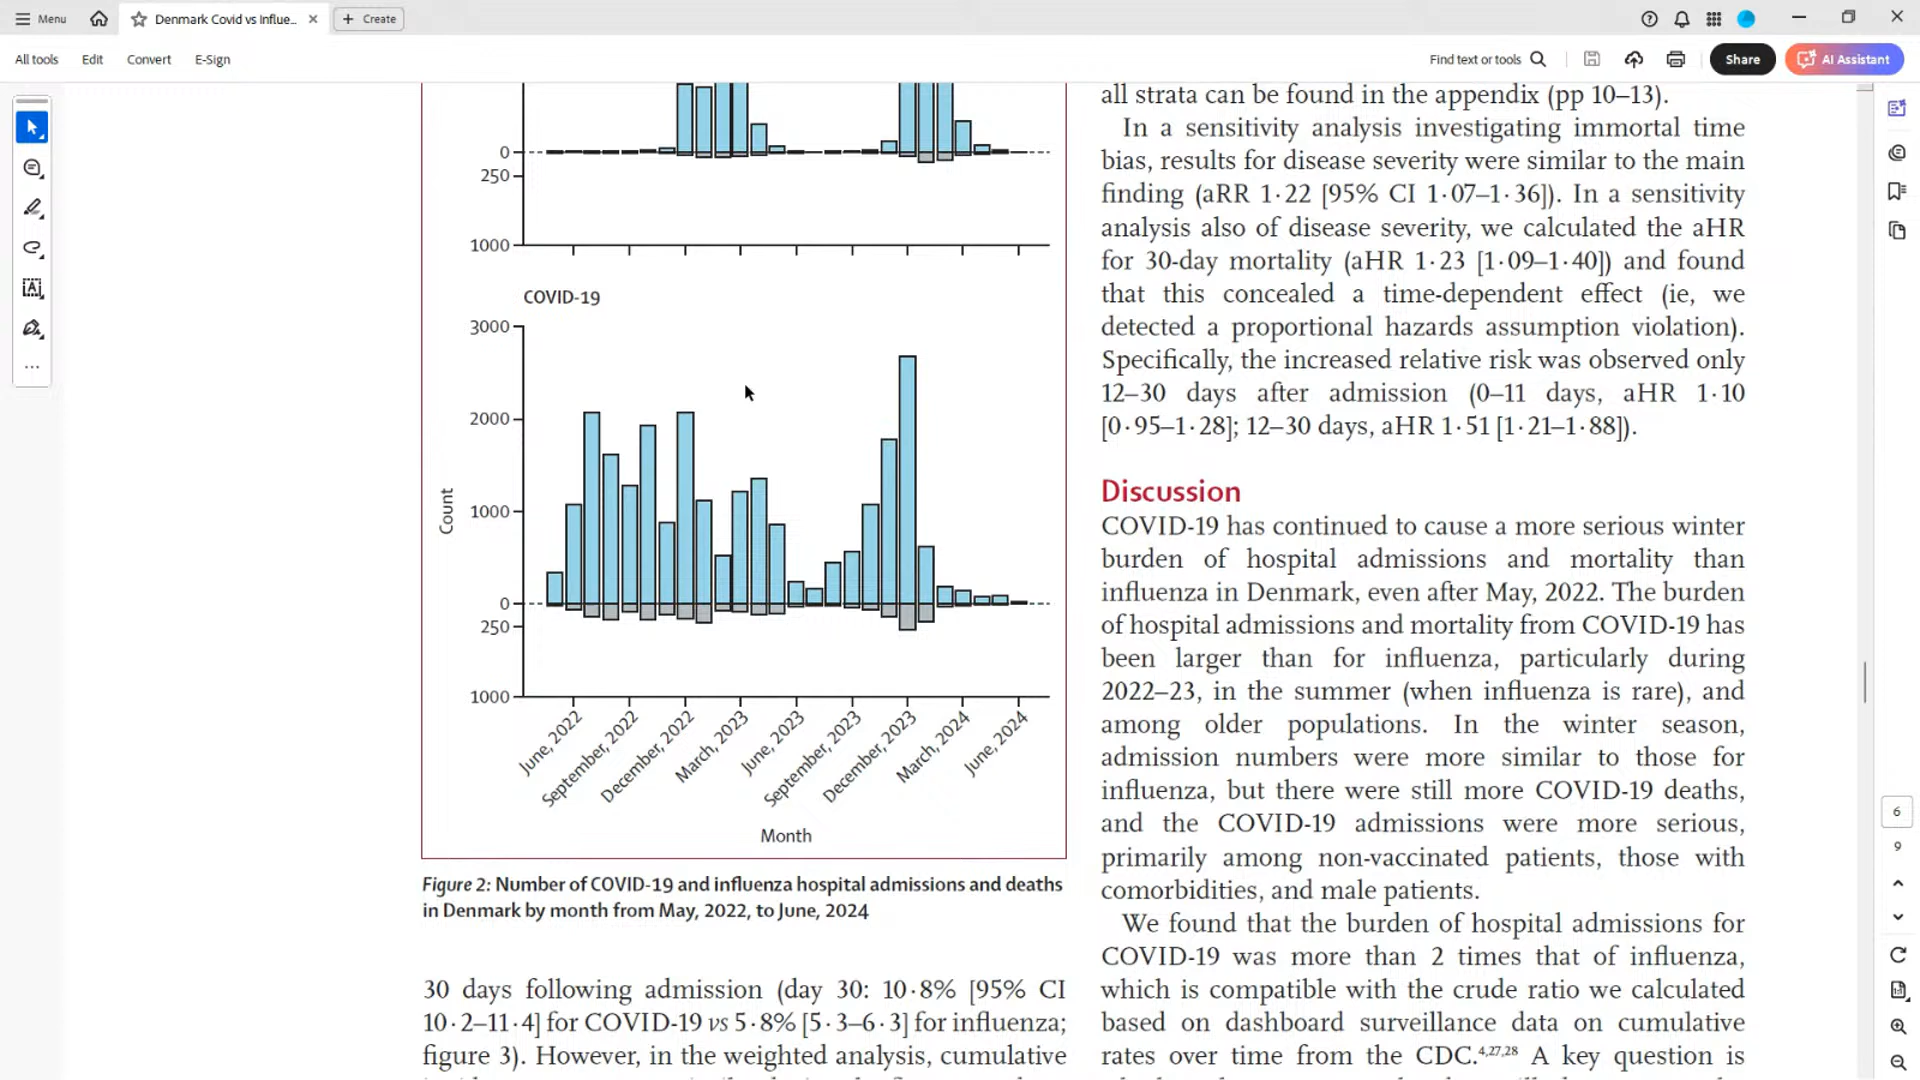 Menu
Denmark Covid vs Influe...
Create
All tools
Edit
Convert
E-Sign
Find text or tools
Share
AI Assistant
0
250
1000
COVID-19
3000
2000
1000
0
250
1000
Count
June, 2022
September, 2022
December, 2022
March, 2023
June, 2023
September, 2023
December, 2023
March, 2024
June, 2024
Month
Figure 2: Number of COVID-19 and influenza hospital admissions and deaths
in Denmark by month from May, 2022, to June, 2024
30 days following admission (day 30: 10·8% [95% CI
10·2–11·4] for COVID-19 vs 5·8% [5·3–6·3] for influenza;
figure 3). However, in the weighted analysis, cumulative
all strata can be found in the appendix (pp 10–13).
In a sensitivity analysis investigating immortal time
bias, results for disease severity were similar to the main
finding (aRR 1·22 [95% CI 1·07–1·36]). In a sensitivity
analysis also of disease severity, we calculated the aHR
for 30-day mortality (aHR 1·23 [1·09–1·40]) and found
that this concealed a time-dependent effect (ie, we
detected a proportional hazards assumption violation).
Specifically, the increased relative risk was observed only
12–30 days after admission (0–11 days, aHR 1·10
[0·95–1·28]; 12–30 days, aHR 1·51 [1·21–1·88]).
Discussion
COVID-19 has continued to cause a more serious winter
burden of hospital admissions and mortality than
influenza in Denmark, even after May, 2022. The burden
of hospital admissions and mortality from COVID-19 has
been larger than for influenza, particularly during
2022–23, in the summer (when influenza is rare), and
among older populations. In the winter season,
admission numbers were more similar to those for
influenza, but there were still more COVID-19 deaths,
and the COVID-19 admissions were more serious,
primarily among non-vaccinated patients, those with
comorbidities, and male patients.
We found that the burden of hospital admissions for
COVID-19 was more than 2 times that of influenza,
which is compatible with the crude ratio we calculated
based on dashboard surveillance data on cumulative
rates over time from the CDC.4,27,28 A key question is
6
9